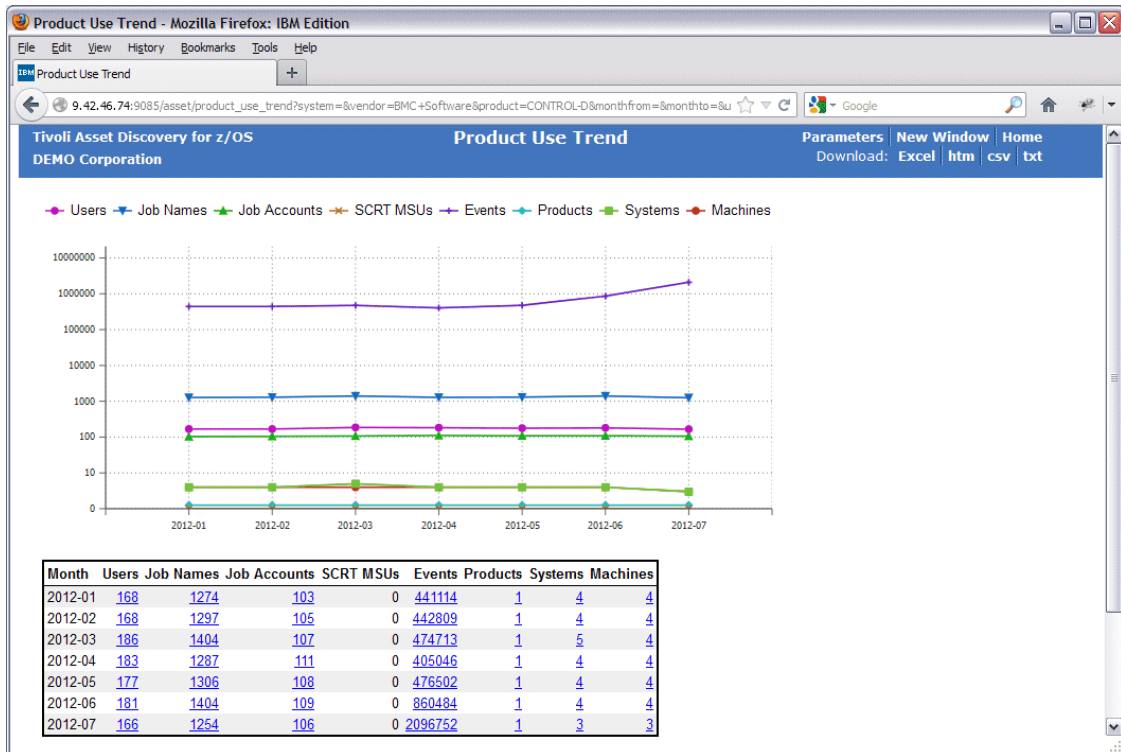 Product Use Trend - Mozilla Firefox: IBM Edition
File Edit View History Bookmarks Tools Help
IBM Product Use Trend +
9.42.46.74:9085/asset/product_use_trend?system=&vendor=BMC+Software&product=CONTROL-D&monthfrom=&monthto=&u Google
Tivoli Asset Discovery for z/OS Product Use Trend Parameters New Window Home
DEMO Corporation Download: Excel htm csv txt
Users Job Names Job Accounts SCRT MSUs Events Products Systems Machines
10000000
1000000
100000
10000
1000
100
10
0
2012-01 2012-02 2012-03 2012-04 2012-05 2012-06 2012-07
Month Users Job Names Job Accounts SCRT MSUs Events Products Systems Machines
2012-01 168 1274 103 0 441114 1 4 4
2012-02 168 1297 105 0 442809 1 4 4
2012-03 186 1404 107 0 474713 1 5 4
2012-04 183 1287 111 0 405046 1 4 4
2012-05 177 1306 108 0 476502 1 4 4
2012-06 181 1404 109 0 860484 1 4 4
2012-07 166 1254 106 0 2096752 1 3 3